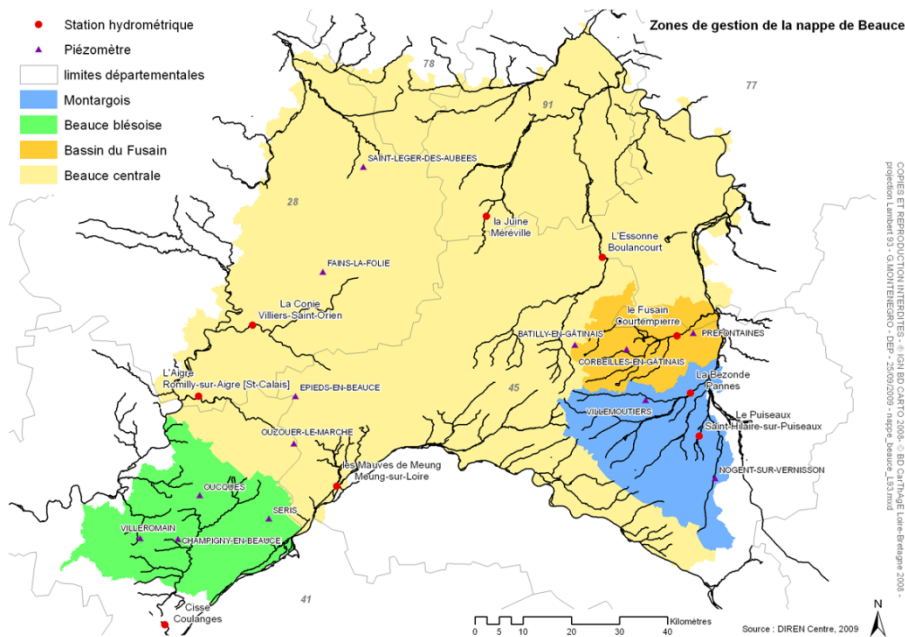 Zones de gestion de la nappe de Beauce
Station hydrométrique
Piézomètre
limites départementales
Montargois
Beauce blésoise
Bassin du Fusain
Beauce centrale
78
77
91
SAINT-LEGER-DES-AUBEES
28
la Juine
Méréville
L'Essonne
Boulancourt
FAINS-LA-FOLIE
La Conie
Villiers-Saint-Orien
le Fusain
Courtempierre
BATILLY-EN-GÂTINAIS
PREFONTAINES
CORBEILLES-EN-GÂTINAIS
L'Aigre
Romilly-sur-Aigre [St-Calais]
EPIEDS-EN-BEAUCE
45
La Bezonde
Pannes
VILLEMOUTIERS
Le Puiseaux
Saint-Hilaire-sur-Puiseaux
OUZOUER-LE-MARCHE
les Mauves de Meung
Meung-sur-Loire
NOGENT-SUR-VERNISSON
OUCQUES
SERIS
VILLEROMAIN
CHAMPIGNY-EN-BEAUCE
41
Cisse
Coulanges
0 5 10 20 30 40
Kilomètres
Source : DIREN Centre, 2009
N
COPIES ET REPRODUCTION INTERDITES - © IGN BD CARTO 2008- © BD CarThAgE Loire-Bretagne 2008 -
projection Lambert 93 - G.MONTENEGRO - DEP - 25/09/2009 - nappe_beauce_L93.mxd